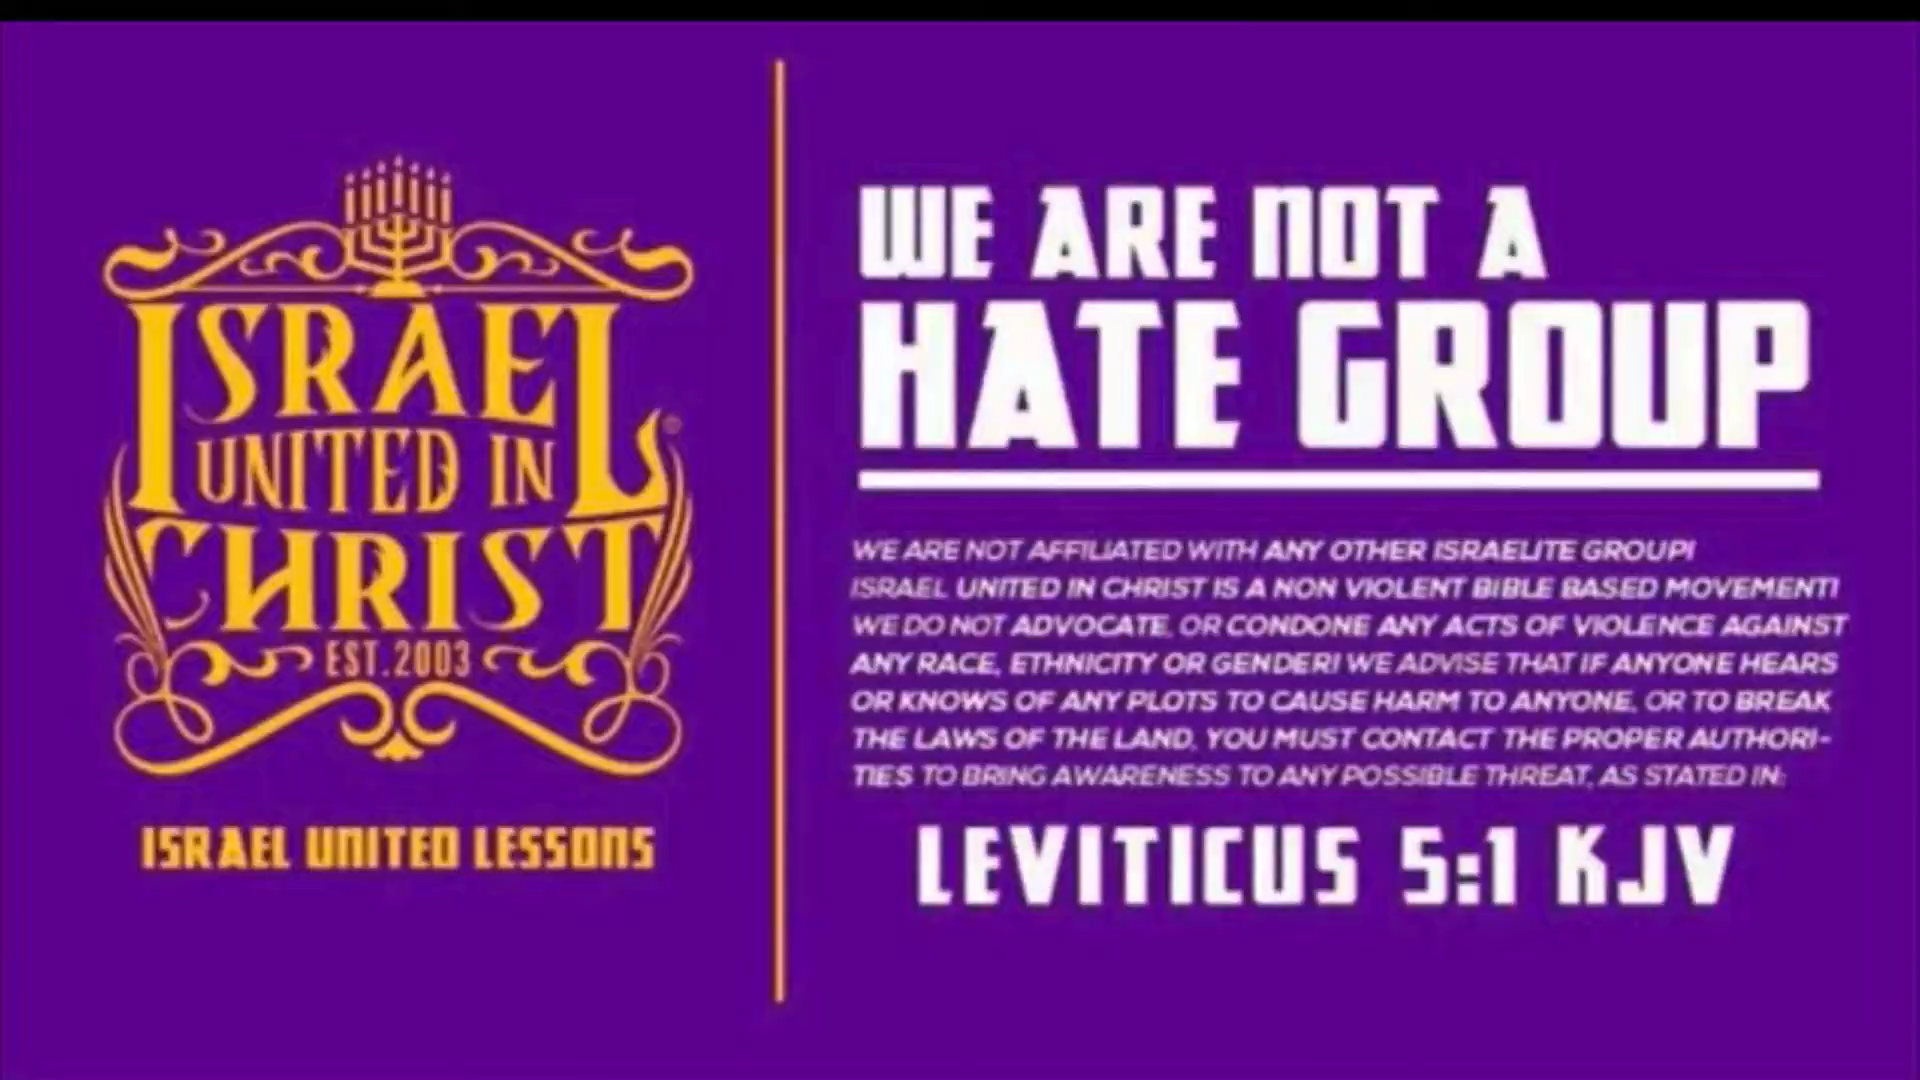 ISRAEL
UNITED IN
CHRIST
EST.2003
ISRAEL UNITED LESSONS
WE ARE NOT A
HATE GROUP
WE ARE NOT AFFILIATED WITH ANY OTHER ISRAELITE GROUP!
ISRAEL UNITED IN CHRIST IS A NON VIOLENT BIBLE BASED MOVEMENT!
WE DO NOT ADVOCATE, OR CONDONE ANY ACTS OF VIOLENCE AGAINST
ANY RACE, ETHNICITY OR GENDER! WE ADVISE THAT IF ANYONE HEARS
OR KNOWS OF ANY PLOTS TO CAUSE HARM TO ANYONE, OR TO BREAK
THE LAWS OF THE LAND, YOU MUST CONTACT THE PROPER AUTHORI-
TIES TO BRING AWARENESS TO ANY POSSIBLE THREAT, AS STATED IN:
LEVITICUS 5:1 KJV